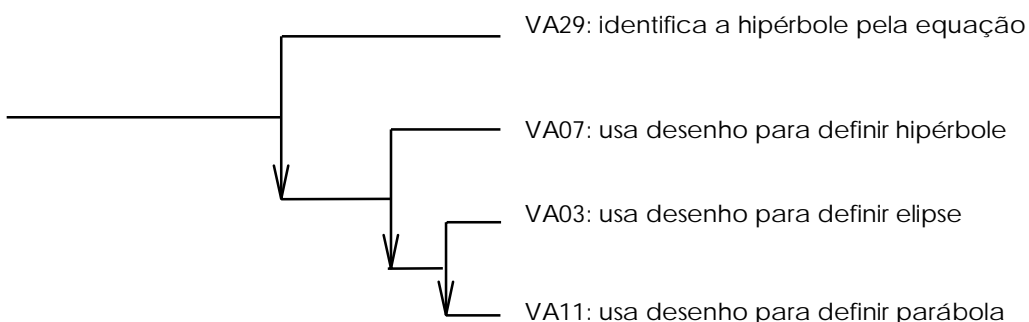 VA29: identifica a hipérbole pela equação
VA07: usa desenho para definir hipérbole
VA03: usa desenho para definir elipse
VA11: usa desenho para definir parábola